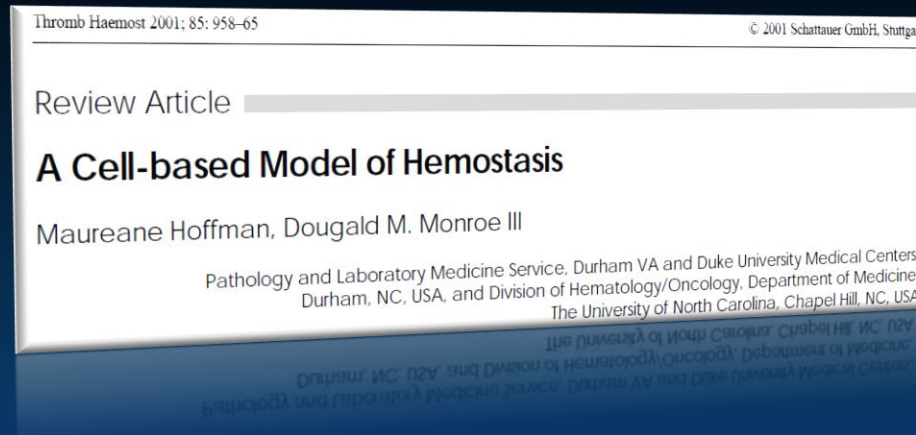 Thromb Haemost 2001; 85: 958–65
© 2001 Schattauer GmbH, Stuttga
Review Article
A Cell-based Model of Hemostasis
Maureane Hoffman, Dougald M. Monroe III
Pathology and Laboratory Medicine Service, Durham VA and Duke University Medical Centers
Durham, NC, USA, and Division of Hematology/Oncology, Department of Medicine
The University of North Carolina, Chapel Hill, NC, USA